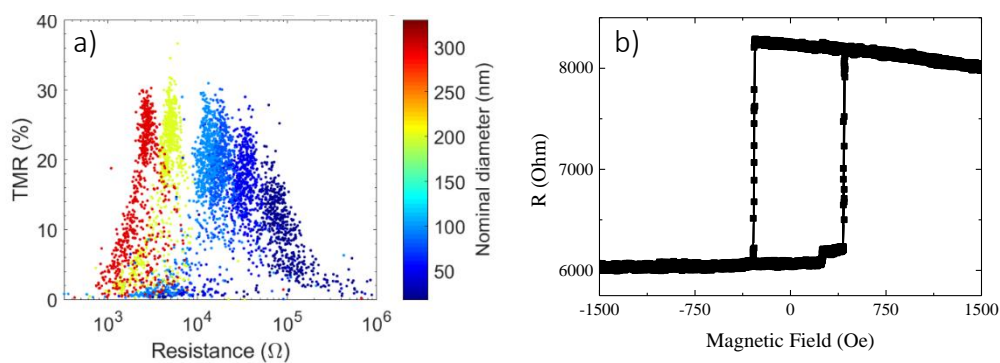 a)
TMR (%)
40
30
20
10
0
10³ 10⁴ 10⁵ 10⁶
Resistance (Ω)
300
250
200
150
100
50
Nominal diameter (nm)
b)
R (Ohm)
8000
7000
6000
-1500 -750 0 750 1500
Magnetic Field (Oe)